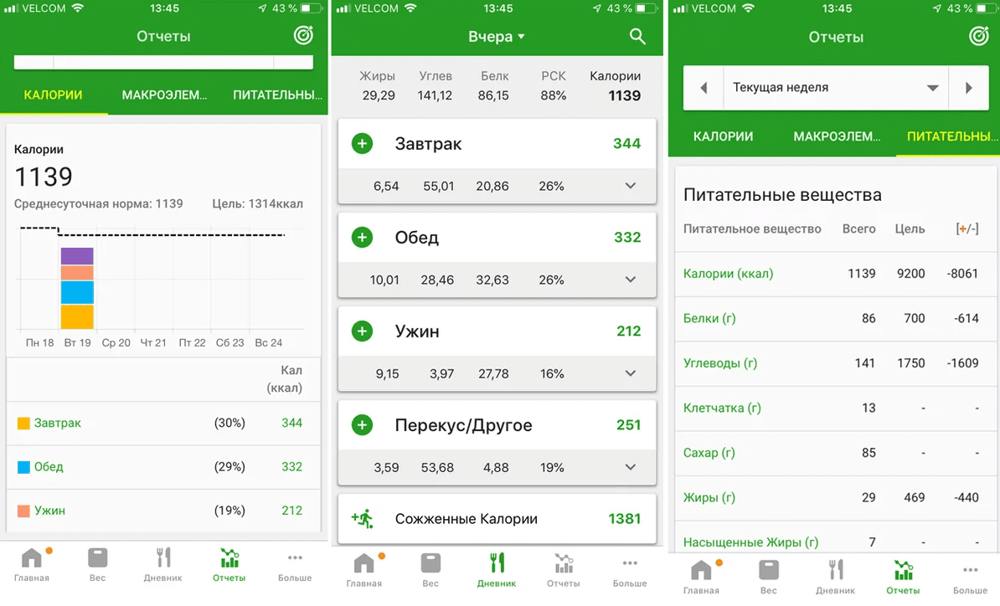 VELCOM 13:45 43 %
Отчеты
КАЛОРИИ МАКРОЭЛЕМ... ПИТАТЕЛЬНЫ...
Калории
1139
Среднесуточная норма: 1139 Цель: 1314ккал
Пн 18 Вт 19 Ср 20 Чт 21 Пт 22 Сб 23 Вс 24
Кал
(ккал)
Завтрак (30%) 344
Обед (29%) 332
Ужин (19%) 212
Главная Вес Дневник Отчеты Больше
VELCOM 13:45 43 %
Вчера
Жиры Углев Белк РСК Калории
29,29 141,12 86,15 88% 1139
Завтрак 344
6,54 55,01 20,86 26%
Обед 332
10,01 28,46 32,63 26%
Ужин 212
9,15 3,97 27,78 16%
Перекус/Другое 251
3,59 53,68 4,88 19%
Сожженные Калории 1381
Главная Вес Дневник Отчеты Больше
VELCOM 13:45 43 %
Отчеты
Текущая неделя
КАЛОРИИ МАКРОЭЛЕМ... ПИТАТЕЛЬНЫ...
Питательные вещества
Питательное вещество Всего Цель [+/-]
Калории (ккал) 1139 9200 -8061
Белки (г) 86 700 -614
Углеводы (г) 141 1750 -1609
Клетчатка (г) 13 - -
Сахар (г) 85 - -
Жиры (г) 29 469 -440
Насыщенные Жиры (г) 7 - -
Главная Вес Дневник Отчеты Больше